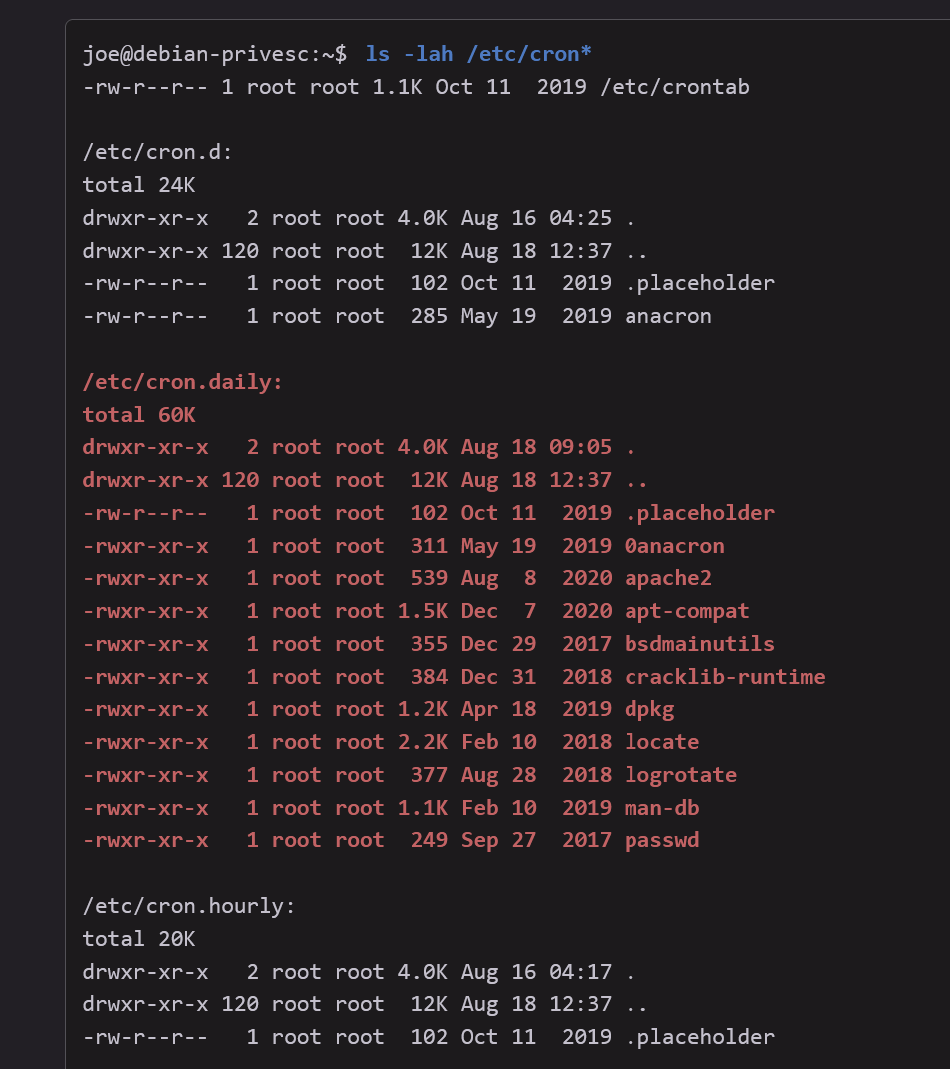 joe@debian-privesc:~$ ls -lah /etc/cron*
-rw-r--r-- 1 root root 1.1K Oct 11  2019 /etc/crontab

/etc/cron.d:
total 24K
drwxr-xr-x   2 root root 4.0K Aug 16 04:25 .
drwxr-xr-x 120 root root  12K Aug 18 12:37 ..
-rw-r--r--   1 root root  102 Oct 11  2019 .placeholder
-rw-r--r--   1 root root  285 May 19  2019 anacron

/etc/cron.daily:
total 60K
drwxr-xr-x   2 root root 4.0K Aug 18 09:05 .
drwxr-xr-x 120 root root  12K Aug 18 12:37 ..
-rw-r--r--   1 root root  102 Oct 11  2019 .placeholder
-rwxr-xr-x   1 root root  311 May 19  2019 0anacron
-rwxr-xr-x   1 root root  539 Aug  8  2020 apache2
-rwxr-xr-x   1 root root 1.5K Dec  7  2020 apt-compat
-rwxr-xr-x   1 root root  355 Dec 29  2017 bsdmainutils
-rwxr-xr-x   1 root root  384 Dec 31  2018 cracklib-runtime
-rwxr-xr-x   1 root root 1.2K Apr 18  2019 dpkg
-rwxr-xr-x   1 root root 2.2K Feb 10  2018 locate
-rwxr-xr-x   1 root root  377 Aug 28  2018 logrotate
-rwxr-xr-x   1 root root 1.1K Feb 10  2019 man-db
-rwxr-xr-x   1 root root  249 Sep 27  2017 passwd

/etc/cron.hourly:
total 20K
drwxr-xr-x   2 root root 4.0K Aug 16 04:17 .
drwxr-xr-x 120 root root  12K Aug 18 12:37 ..
-rw-r--r--   1 root root  102 Oct 11  2019 .placeholder